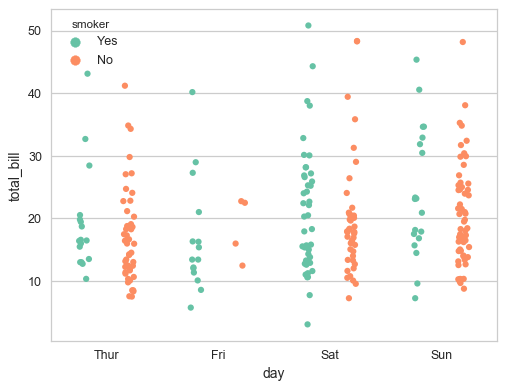 smoker
Yes
No
50
40
30
20
10
total_bill
Thur Fri Sat Sun
day